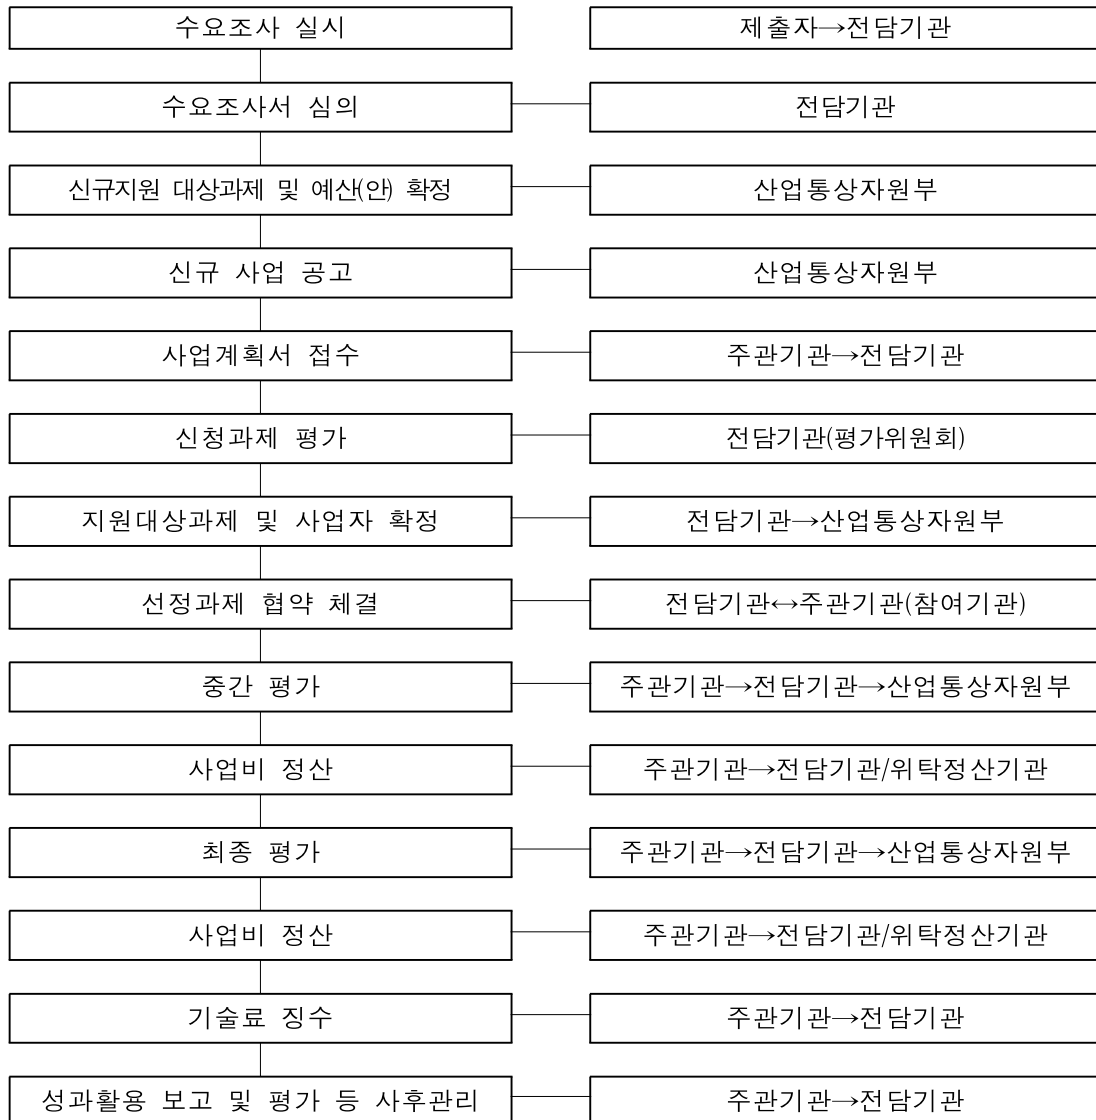 수요조사 실시
제출자→전담기관
수요조사서 심의
전담기관
신규지원 대상과제 및 예산(안) 확정
산업통상자원부
신규 사업 공고
산업통상자원부
사업계획서 접수
주관기관→전담기관
신청과제 평가
전담기관(평가위원회)
지원대상과제 및 사업자 확정
전담기관→산업통상자원부
선정과제 협약 체결
전담기관↔주관기관(참여기관)
중간 평가
주관기관→전담기관→산업통상자원부
사업비 정산
주관기관→전담기관/위탁정산기관
최종 평가
주관기관→전담기관→산업통상자원부
사업비 정산
주관기관→전담기관/위탁정산기관
기술료 징수
주관기관→전담기관
성과활용 보고 및 평가 등 사후관리
주관기관→전담기관